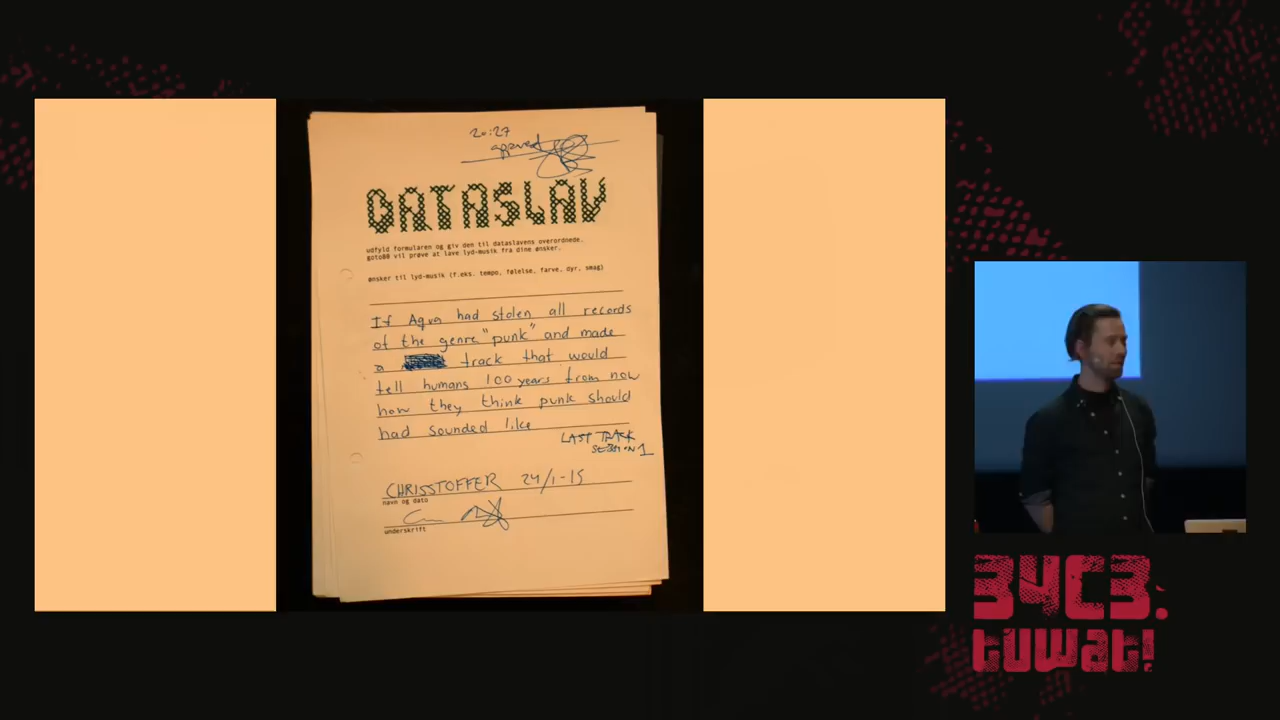 20:27
approved
DATASLAV
udfyld formularen og giv den til dataslavens overordnede.
goto80 vil prøve at lave lyd-musik fra dine ønsker.
ønsker til lyd-musik (f.eks. tempo, følelse, farve, dyr, smag)
If Aqua had stolen all records
of the genre "punk" and made
a track that would
tell humans 100 years from now
how they think punk should
had sounded like
LAST TRACK
SESSION 1
CHRISSTOFFER 24/1-15
navn og dato
underskrift
34C3.
tuwat!